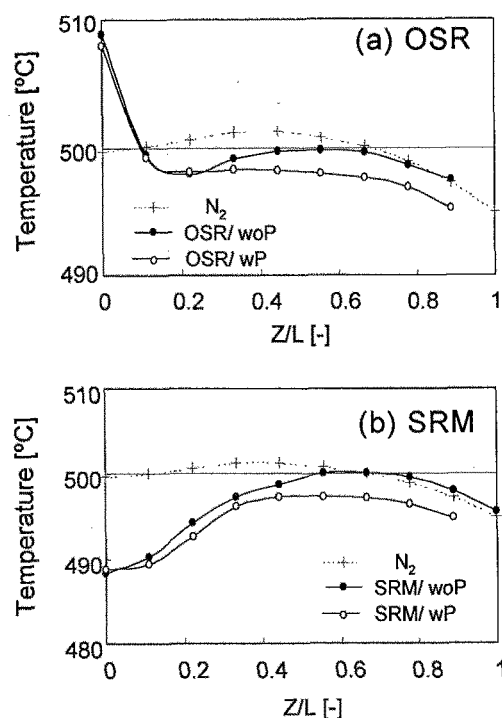 510
(a) OSR
Temperature [ºC]
500
N2
OSR/ woP
OSR/ wP
490
0 0.2 0.4 0.6 0.8 1
Z/L [-]
510
(b) SRM
Temperature [ºC]
500
490
N2
SRM/ woP
SRM/ wP
480
0 0.2 0.4 0.6 0.8 1
Z/L [-]